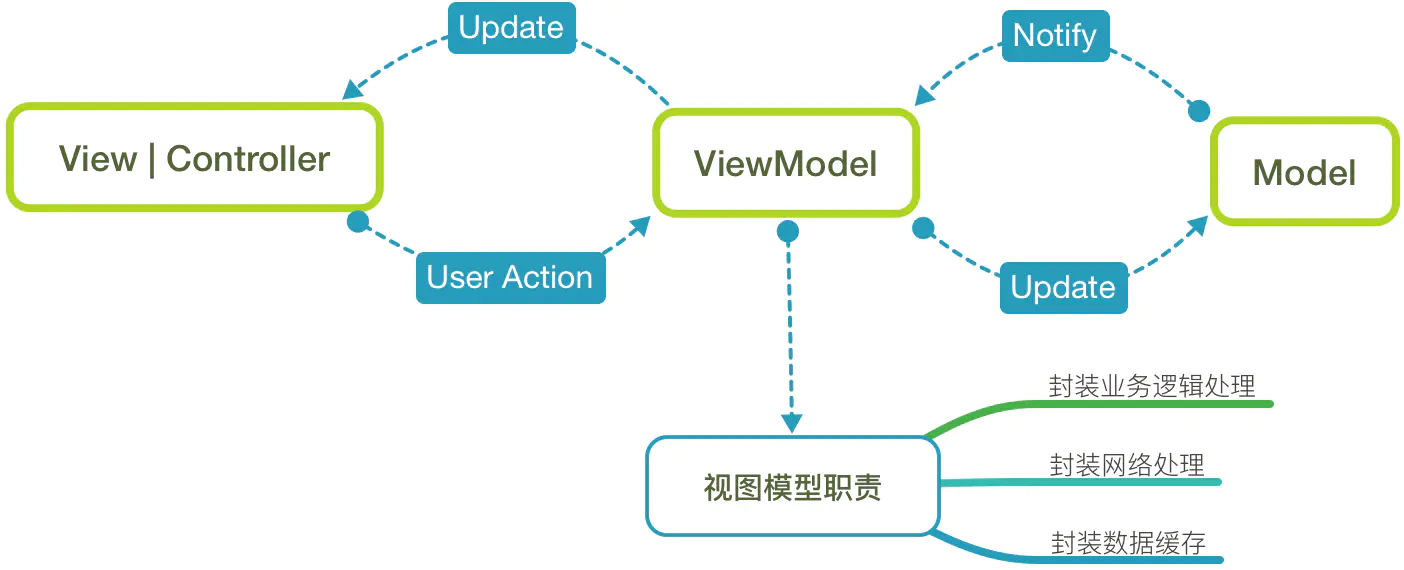 Update
Notify
View | Controller
ViewModel
Model
User Action
Update
封装业务逻辑处理
封装网络处理
视图模型职责
封装数据缓存